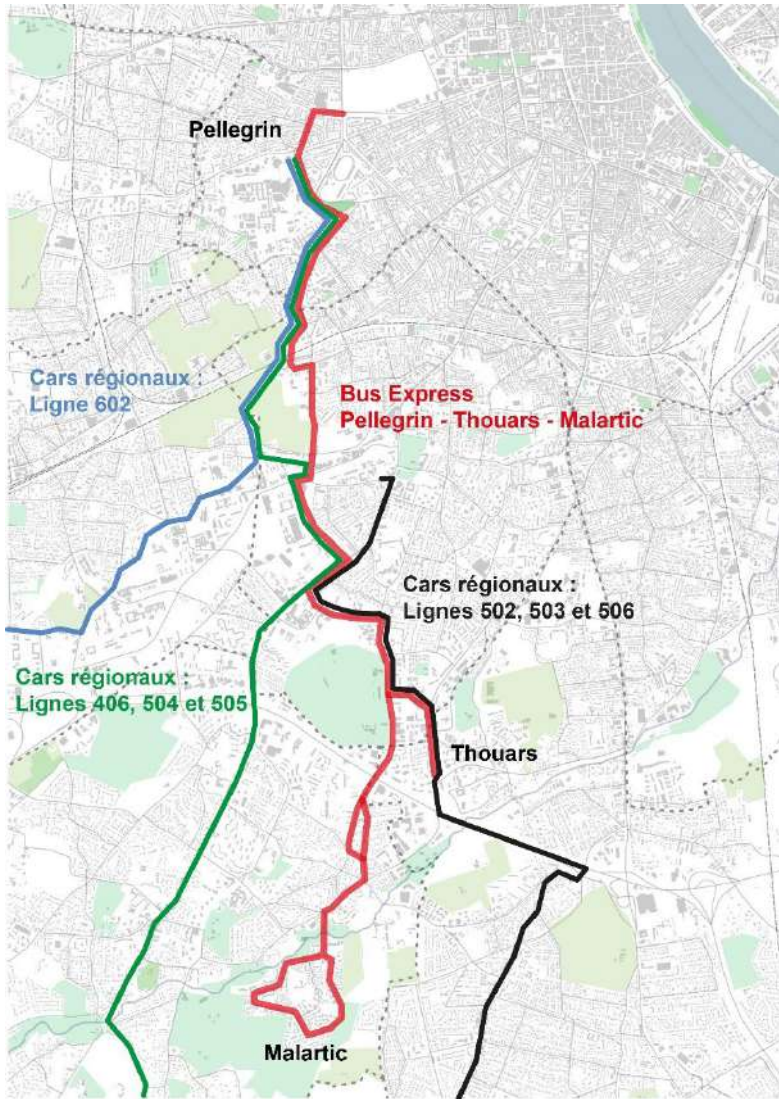 Pellegrin
Cars régionaux :
Ligne 602
Bus Express
Pellegrin - Thouars - Malartic
Cars régionaux :
Lignes 502, 503 et 506
Cars régionaux :
Lignes 406, 504 et 505
Thouars
Malartic